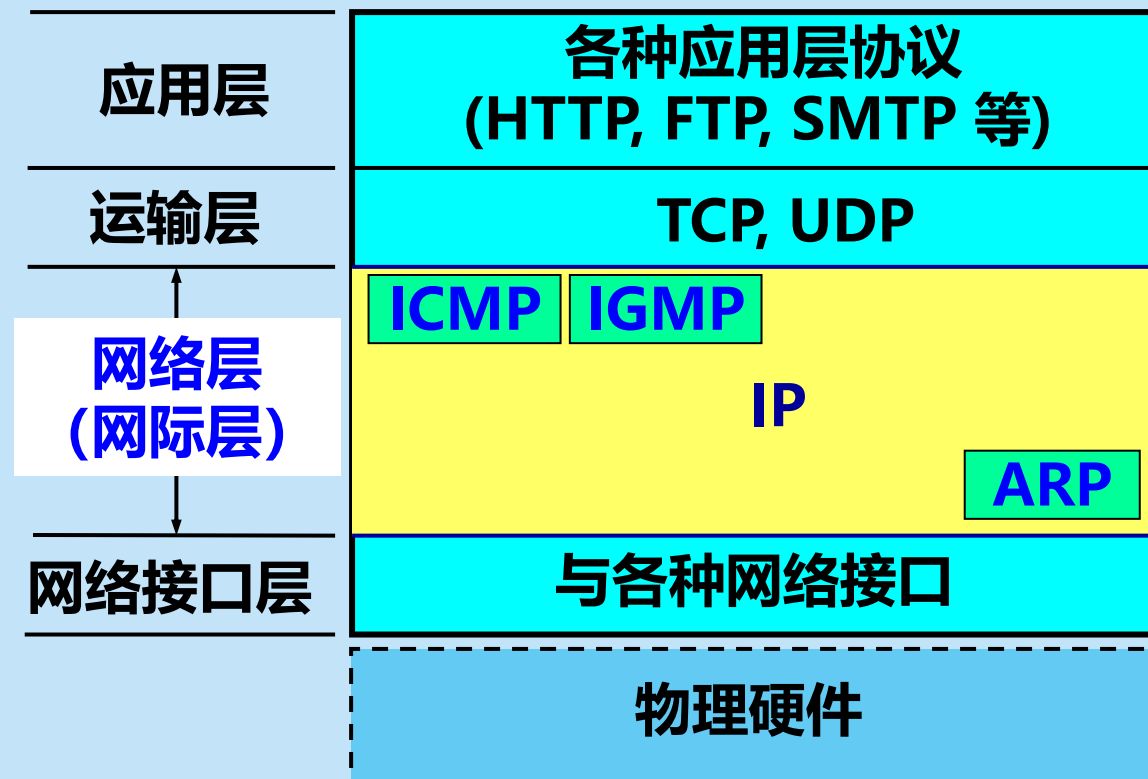 应用层
各种应用层协议
(HTTP, FTP, SMTP 等)
运输层
TCP, UDP
网络层
(网际层)
ICMP
IGMP
IP
ARP
网络接口层
与各种网络接口
物理硬件